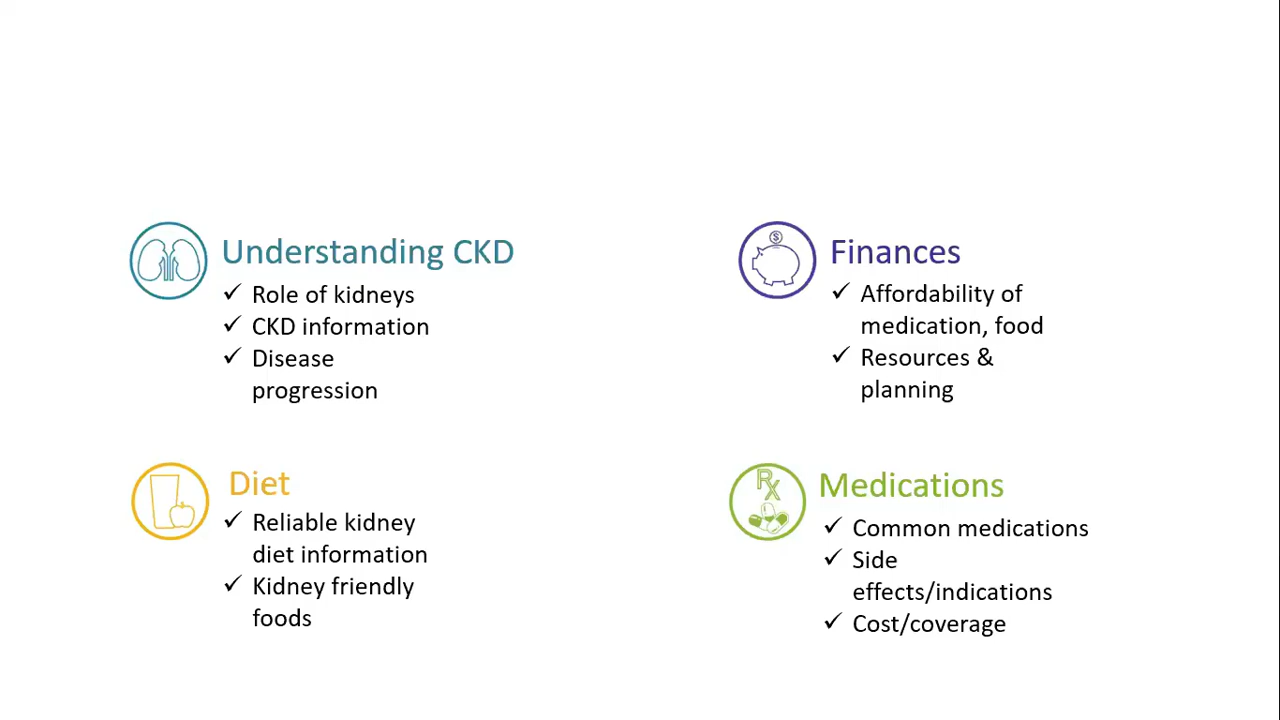 Understanding CKD
✓ Role of kidneys
✓ CKD information
✓ Disease
progression
Finances
✓ Affordability of
medication, food
✓ Resources &
planning
Diet
✓ Reliable kidney
diet information
✓ Kidney friendly
foods
Rx
Medications
✓ Common medications
✓ Side
effects/indications
✓ Cost/coverage
$